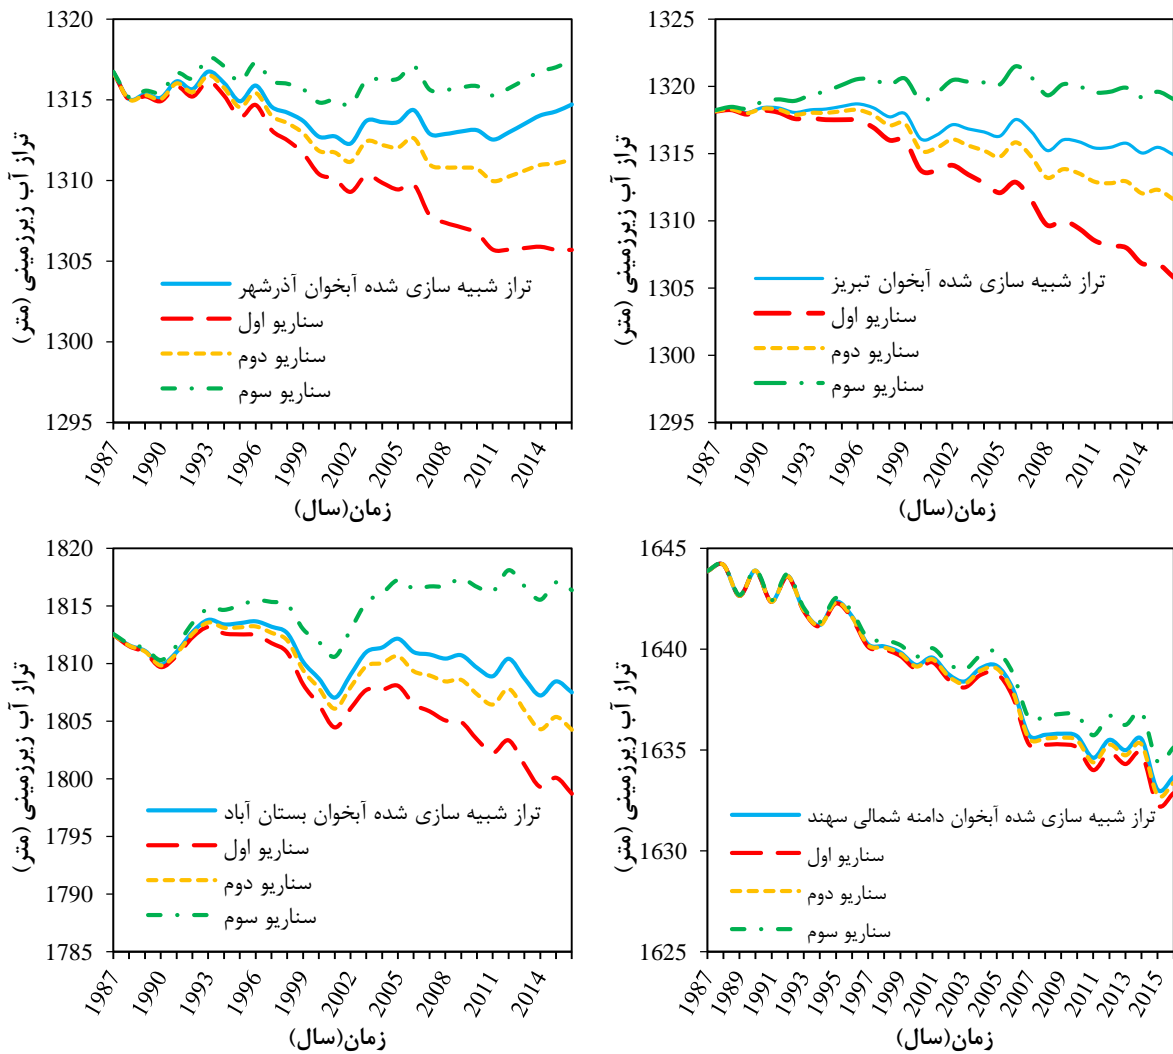 تراز آب زیرزمینی (متر)
1320
1315
1310
1305
1300
1295
تراز شبیه سازی شده آبخوان آذرشهر
سناریو اول
سناریو دوم
سناریو سوم
1987
1990
1993
1996
1999
2002
2005
2008
2011
2014
زمان(سال)
تراز آب زیرزمینی (متر)
1325
1320
1315
1310
1305
1300
1295
تراز شبیه سازی شده آبخوان تبریز
سناریو اول
سناریو دوم
سناریو سوم
1987
1990
1993
1996
1999
2002
2005
2008
2011
2014
زمان(سال)
تراز آب زیرزمینی (متر)
1820
1815
1810
1805
1800
1795
1790
1785
تراز شبیه سازی شده آبخوان بستان آباد
سناریو اول
سناریو دوم
سناریو سوم
1987
1990
1993
1996
1999
2002
2005
2008
2011
2014
زمان(سال)
تراز آب زیرزمینی (متر)
1645
1640
1635
1630
1625
تراز شبیه سازی شده آبخوان دامنه شمالی سهند
سناریو اول
سناریو دوم
سناریو سوم
1987
1989
1991
1993
1995
1997
1999
2001
2003
2005
2007
2009
2011
2013
2015
زمان(سال)